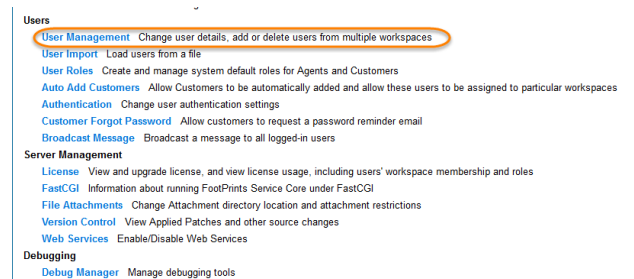 Users
User Management Change user details, add or delete users from multiple workspaces
User Import Load users from a file
User Roles Create and manage system default roles for Agents and Customers
Auto Add Customers Allow Customers to be automatically added and allow these users to be assigned to particular workspaces
Authentication Change user authentication settings
Customer Forgot Password Allow customers to request a password reminder email
Broadcast Message Broadcast a message to all logged-in users
Server Management
License View and upgrade license, and view license usage, including users' workspace membership and roles
FastCGI Information about running FootPrints Service Core under FastCGI
File Attachments Change Attachment directory location and attachment restrictions
Version Control View Applied Patches and other source changes
Web Services Enable/Disable Web Services
Debugging
Debug Manager Manage debugging tools